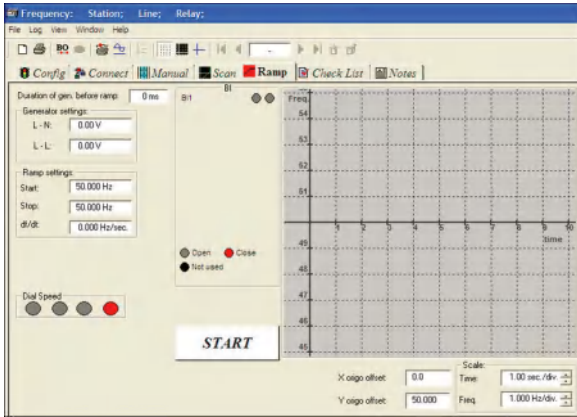 Frequency: Station; Line; Relay;
File Log View Window Help
BQ
-
Config Connect Manual Scan Ramp Check List Notes
Duration of gen. before ramp: 0 ms
Generator settings:
L - N: 0.00 V
L - L: 0.00 V
Ramp settings:
Start: 50.000 Hz
Stop: 50.000 Hz
df/dt: 0.000 Hz/sec.
Dial Speed
BI
BI1
Open Close
Not used
START
Freq.
54
53
52
51
1 2 3 4 5 6 7 8 9 10
time
49
48
47
46
45
X origo offset: 0.0
Y origo offset: 50.000
Scale:
Time: 1.00 sec./div.
Freq. 1.000 Hz/div.